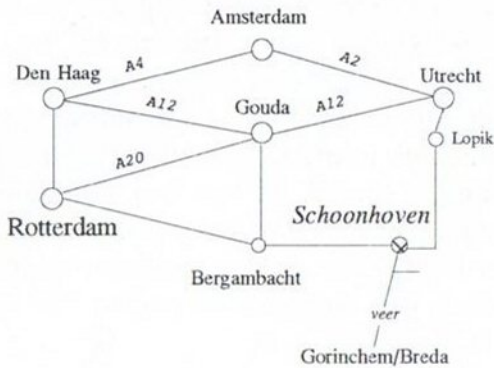 Amsterdam
A4
A2
Den Haag
Utrecht
A12
Gouda
A12
Lopik
A20
Rotterdam
Schoonhoven
Bergambacht
veer
Gorinchem/Breda